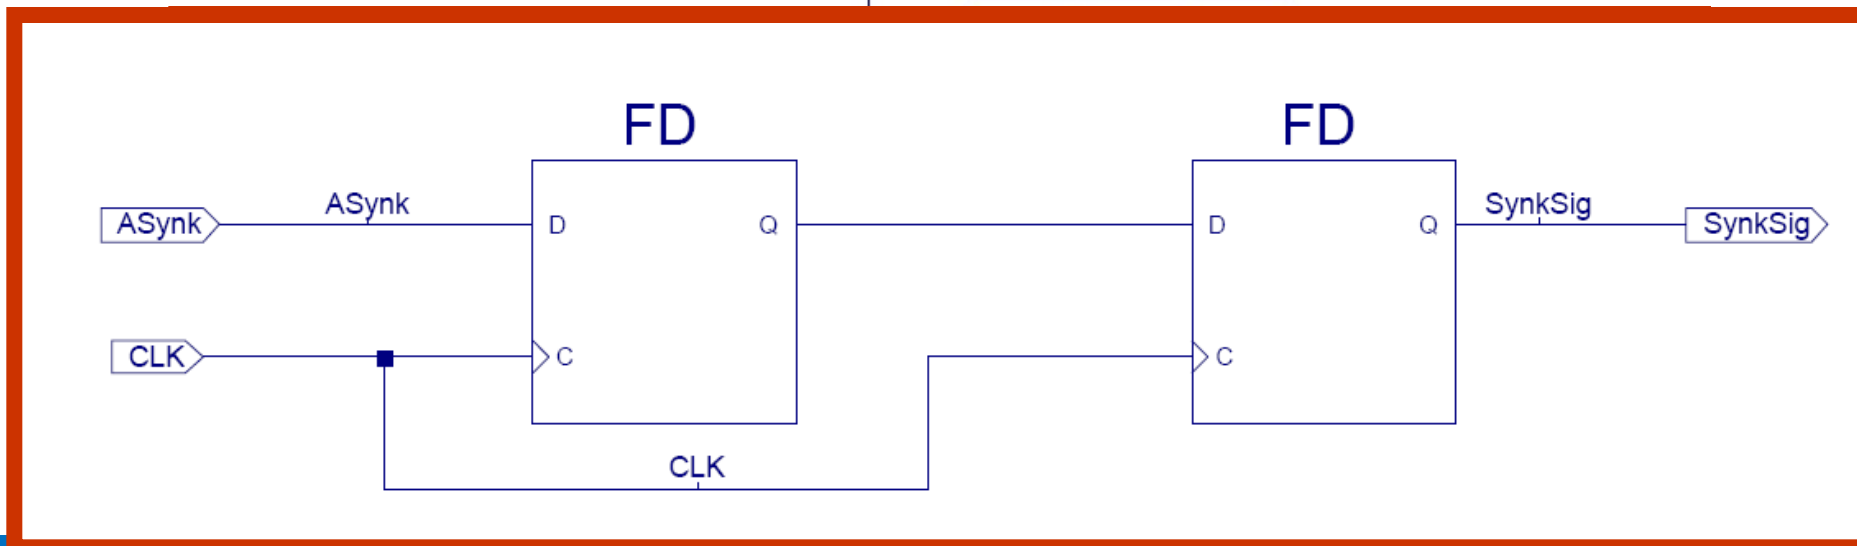 FD FD
ASynk SynkSig
ASynk D Q D Q SynkSig
CLK C C
CLK